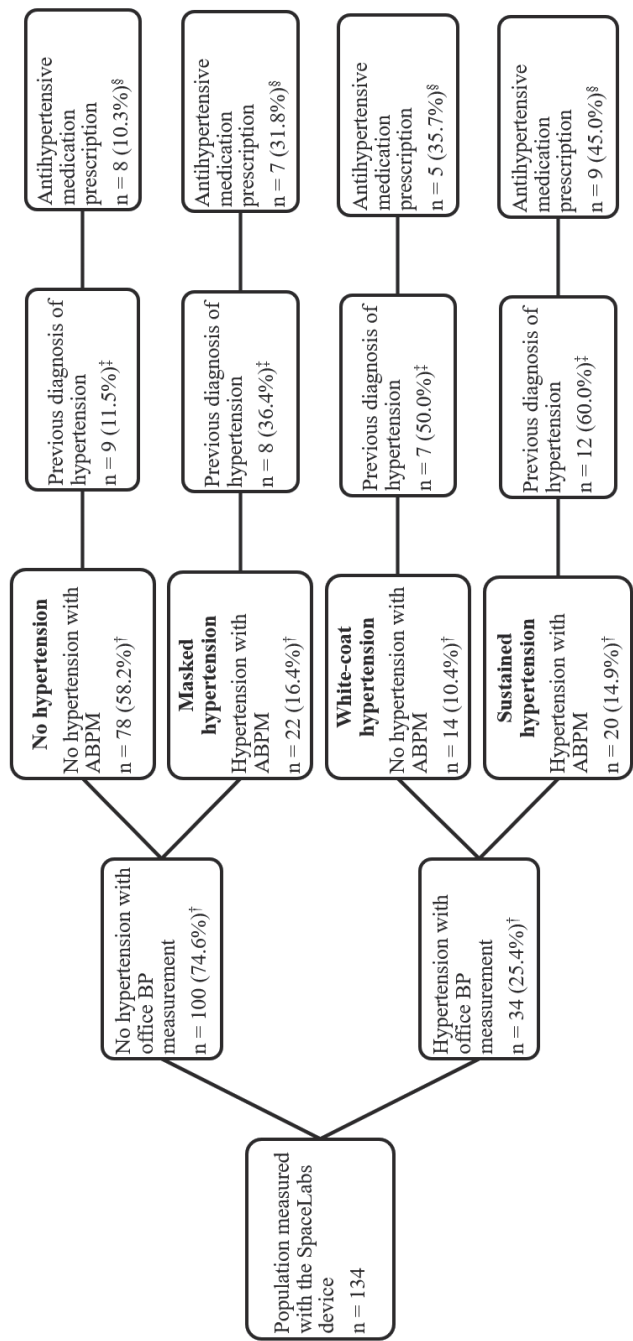 Population measured
with the SpaceLabs
device
n = 134
No hypertension with
office BP
measurement
n = 100 (74.6%)†
Hypertension with
office BP
measurement
n = 34 (25.4%)†
No hypertension
No hypertension with
ABPM
n = 78 (58.2%)†
Masked
hypertension
Hypertension with
ABPM
n = 22 (16.4%)†
White-coat
hypertension
No hypertension with
ABPM
n = 14 (10.4%)†
Sustained
hypertension
Hypertension with
ABPM
n = 20 (14.9%)†
Previous diagnosis of
hypertension
n = 9 (11.5%)‡
Previous diagnosis of
hypertension
n = 8 (36.4%)‡
Previous diagnosis of
hypertension
n = 7 (50.0%)‡
Previous diagnosis of
hypertension
n = 12 (60.0%)‡
Antihypertensive
medication
prescription
n = 8 (10.3%)§
Antihypertensive
medication
prescription
n = 7 (31.8%)§
Antihypertensive
medication
prescription
n = 5 (35.7%)§
Antihypertensive
medication
prescription
n = 9 (45.0%)§